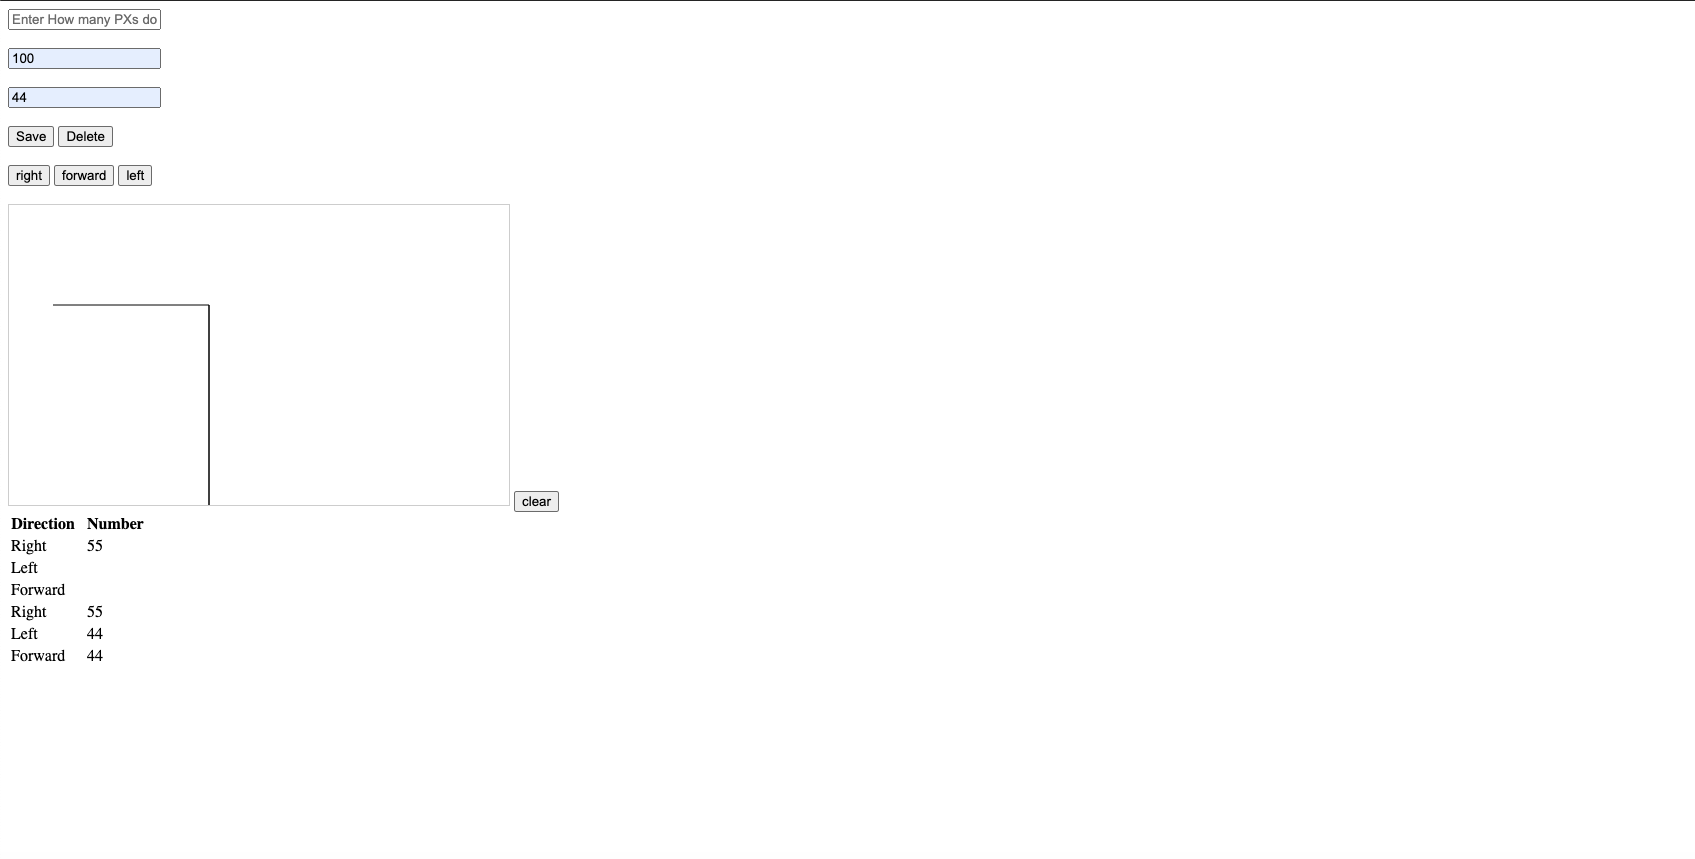 Enter How many PXs do
100
44
Save Delete
right forward left
clear
Direction Number
Right 55
Left
Forward
Right 55
Left 44
Forward 44